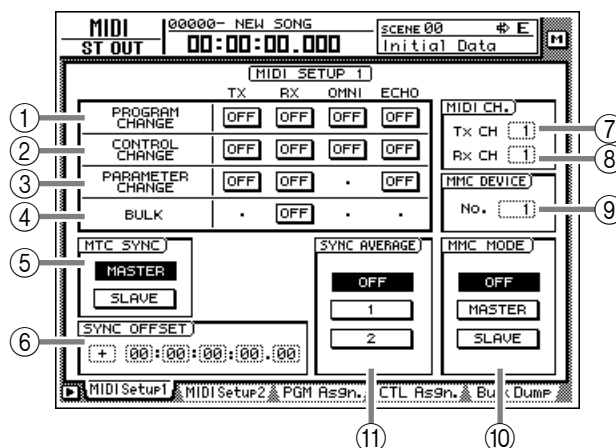 MIDI
ST OUT
00000- NEW SONG
00:00:00.000
SCENE 00 E
Initial Data
M
MIDI SETUP 1
TX RX OMNI ECHO
① PROGRAM CHANGE OFF OFF OFF OFF
② CONTROL CHANGE OFF OFF OFF OFF
③ PARAMETER CHANGE OFF OFF · OFF
④ BULK · OFF · ·
MIDI CH.
Tx CH 1 ⑦
Rx CH 1 ⑧
MMC DEVICE
No. 1 ⑨
MTC SYNC
⑤ MASTER
SLAVE
SYNC OFFSET
⑥ + 00:00:00:00.00
SYNC AVERAGE
OFF
1
2
⑪
MMC MODE
OFF
MASTER
SLAVE
⑩
MIDI Setup1 MIDI Setup2 PGM Asgn. CTL Asgn. Bulk Dump